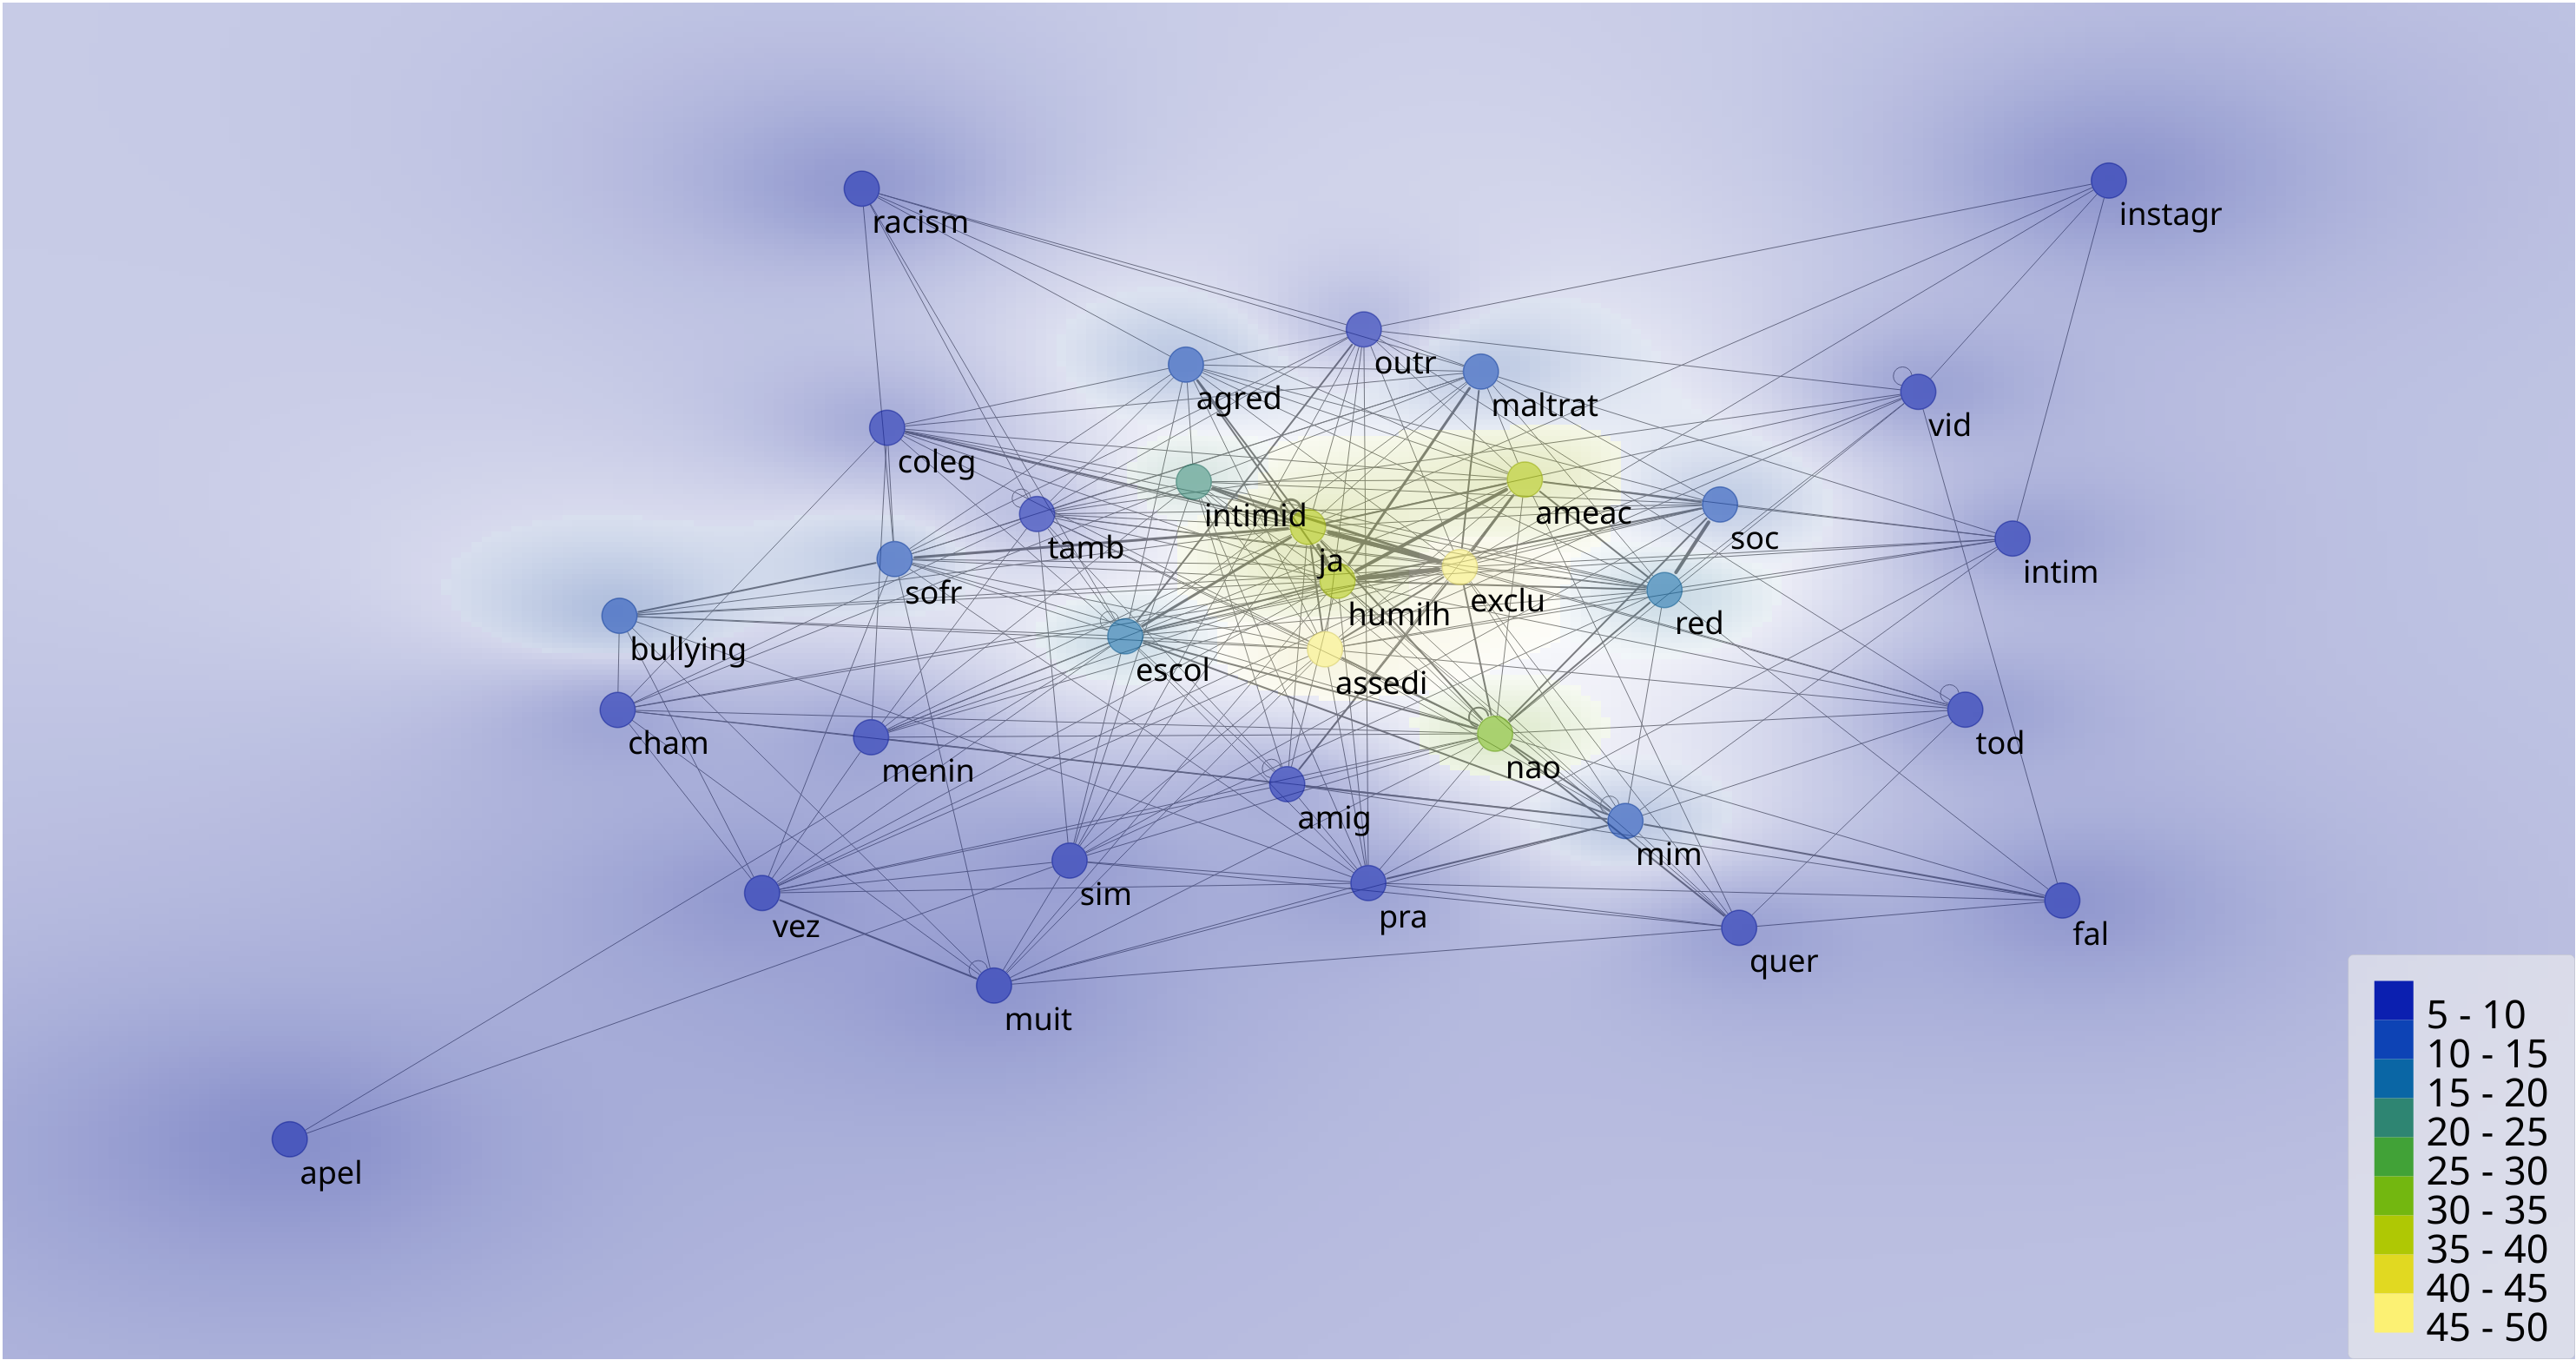 racism
instagr
outr
agred
maltrat
vid
coleg
intimid
ameac
tamb
soc
ja
intim
sofr
humilh
exclu
red
bullying
escol
assedi
cham
menin
nao
tod
amig
mim
sim
pra
vez
quer
fal
muit
apel
5 - 10
10 - 15
15 - 20
20 - 25
25 - 30
30 - 35
35 - 40
40 - 45
45 - 50